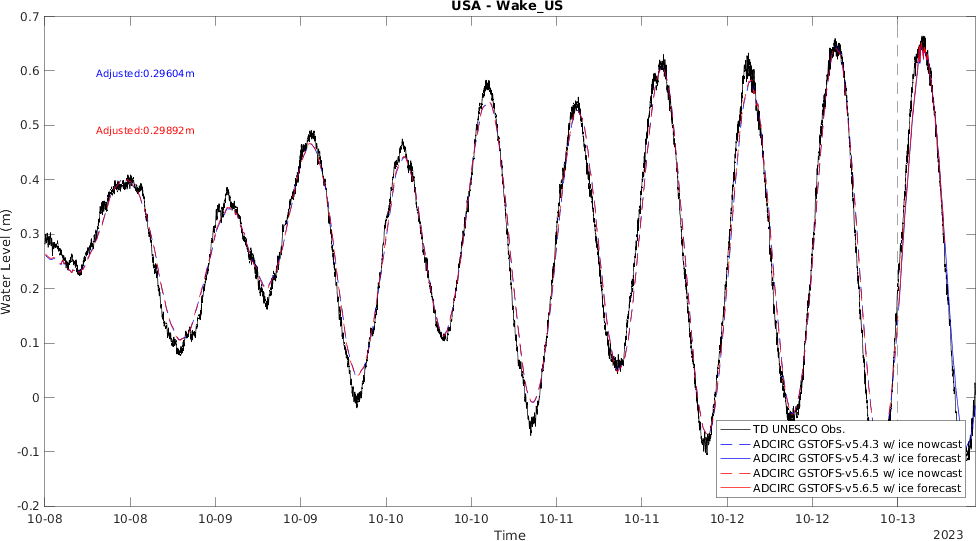 USA - Wake_US
0.7
0.6
0.5
0.4
0.3
0.2
0.1
0
-0.1
-0.2
Water Level (m)
Adjusted:0.29604m
Adjusted:0.29892m
TD UNESCO Obs.
ADCIRC GSTOFS-v5.4.3 w/ ice nowcast
ADCIRC GSTOFS-v5.4.3 w/ ice forecast
ADCIRC GSTOFS-v5.6.5 w/ ice nowcast
ADCIRC GSTOFS-v5.6.5 w/ ice forecast
10-08 10-08 10-09 10-09 10-10 10-10 10-11 10-11 10-12 10-12 10-13
Time
2023